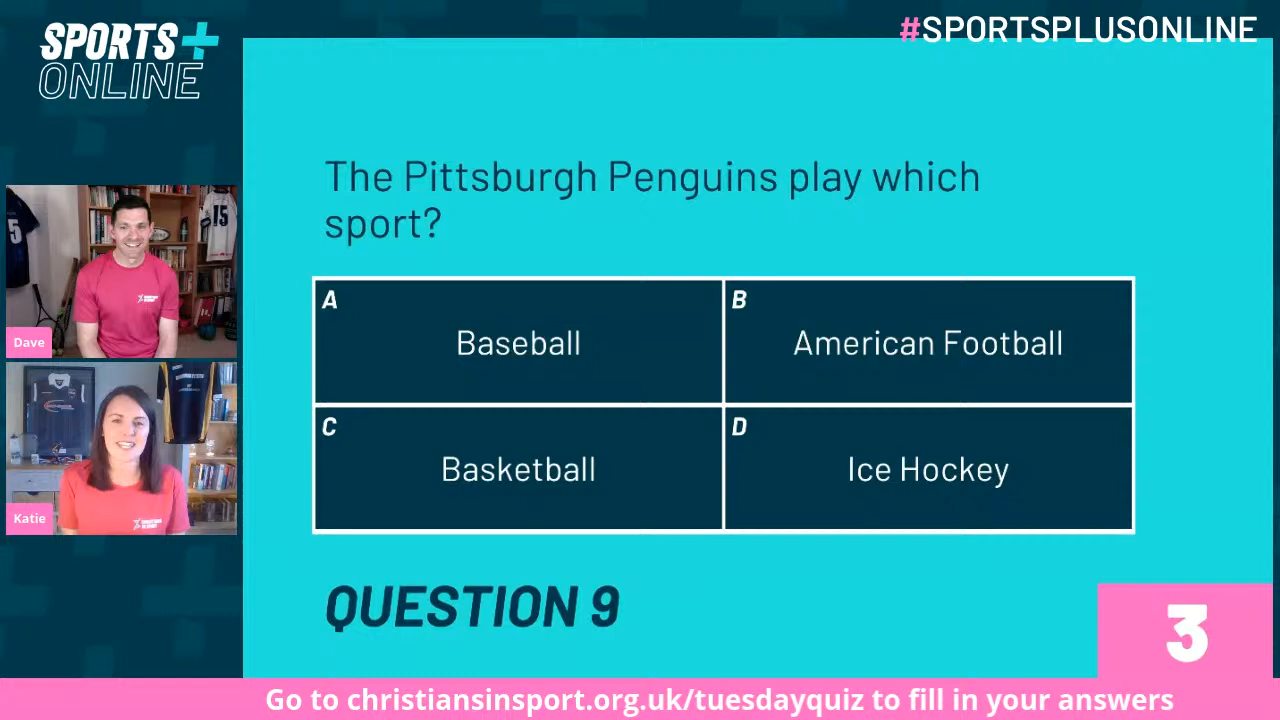 SPORTS+
ONLINE
#SPORTSPLUSONLINE
The Pittsburgh Penguins play which
sport?
A
Baseball
B
American Football
C
Basketball
D
Ice Hockey
QUESTION 9
3
15
Dave
Katie
Go to christiansinsport.org.uk/tuesdayquiz to fill in your answers